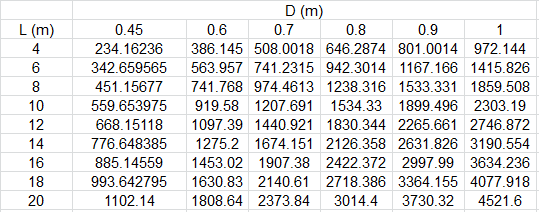 D (m)
L (m) 0.45 0.6 0.7 0.8 0.9 1
4 234.16236 386.145 508.0018 646.2874 801.0014 972.144
6 342.659565 563.957 741.2315 942.3014 1167.166 1415.826
8 451.15677 741.768 974.4613 1238.316 1533.331 1859.508
10 559.653975 919.58 1207.691 1534.33 1899.496 2303.19
12 668.15118 1097.39 1440.921 1830.344 2265.661 2746.872
14 776.648385 1275.2 1674.151 2126.358 2631.826 3190.554
16 885.14559 1453.02 1907.38 2422.372 2997.99 3634.236
18 993.642795 1630.83 2140.61 2718.386 3364.155 4077.918
20 1102.14 1808.64 2373.84 3014.4 3730.32 4521.6